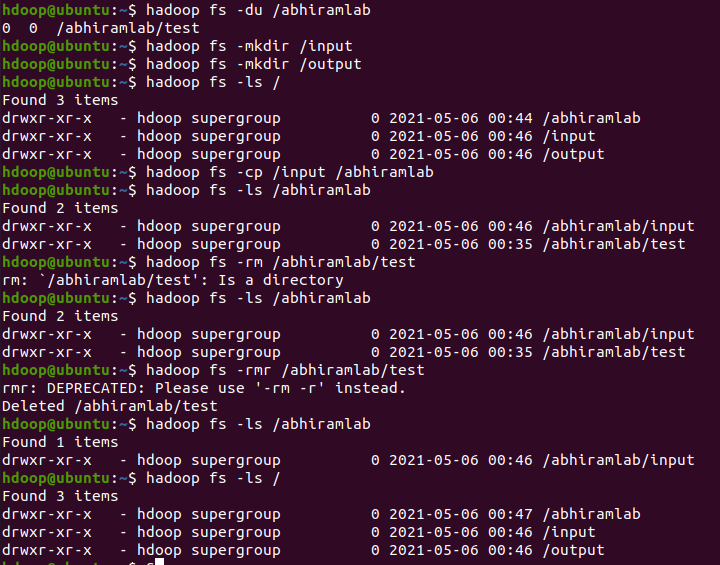 hdoop@ubuntu:~$ hadoop fs -du /abhiramlab
0  0  /abhiramlab/test
hdoop@ubuntu:~$ hadoop fs -mkdir /input
hdoop@ubuntu:~$ hadoop fs -mkdir /output
hdoop@ubuntu:~$ hadoop fs -ls /
Found 3 items
drwxr-xr-x   - hdoop supergroup          0 2021-05-06 00:44 /abhiramlab
drwxr-xr-x   - hdoop supergroup          0 2021-05-06 00:46 /input
drwxr-xr-x   - hdoop supergroup          0 2021-05-06 00:46 /output
hdoop@ubuntu:~$ hadoop fs -cp /input /abhiramlab
hdoop@ubuntu:~$ hadoop fs -ls /abhiramlab
Found 2 items
drwxr-xr-x   - hdoop supergroup          0 2021-05-06 00:46 /abhiramlab/input
drwxr-xr-x   - hdoop supergroup          0 2021-05-06 00:35 /abhiramlab/test
hdoop@ubuntu:~$ hadoop fs -rm /abhiramlab/test
rm: `/abhiramlab/test': Is a directory
hdoop@ubuntu:~$ hadoop fs -ls /abhiramlab
Found 2 items
drwxr-xr-x   - hdoop supergroup          0 2021-05-06 00:46 /abhiramlab/input
drwxr-xr-x   - hdoop supergroup          0 2021-05-06 00:35 /abhiramlab/test
hdoop@ubuntu:~$ hadoop fs -rmr /abhiramlab/test
rmr: DEPRECATED: Please use '-rm -r' instead.
Deleted /abhiramlab/test
hdoop@ubuntu:~$ hadoop fs -ls /abhiramlab
Found 1 items
drwxr-xr-x   - hdoop supergroup          0 2021-05-06 00:46 /abhiramlab/input
hdoop@ubuntu:~$ hadoop fs -ls /
Found 3 items
drwxr-xr-x   - hdoop supergroup          0 2021-05-06 00:47 /abhiramlab
drwxr-xr-x   - hdoop supergroup          0 2021-05-06 00:46 /input
drwxr-xr-x   - hdoop supergroup          0 2021-05-06 00:46 /output
hdoop@ubuntu:~$